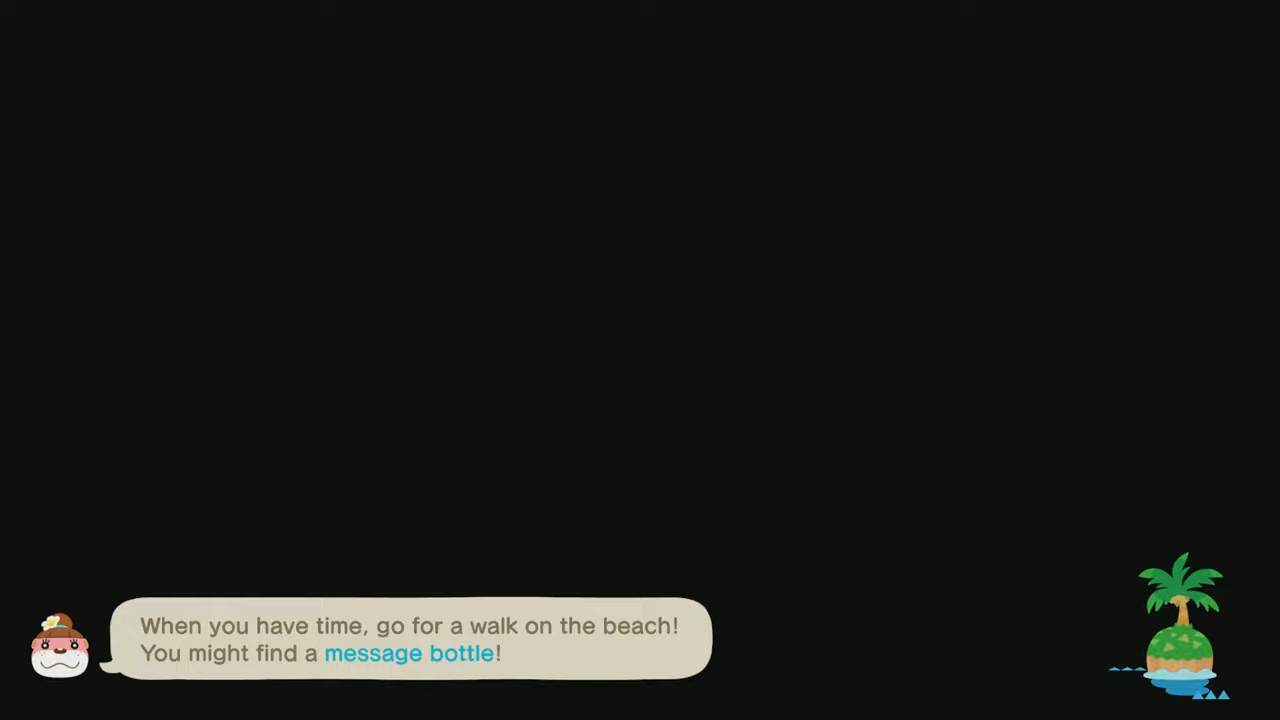 When you have time, go for a walk on the beach!
You might find a message bottle!